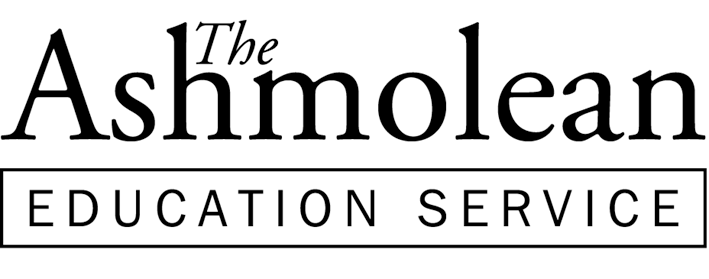 The
Ashmolean
EDUCATION SERVICE